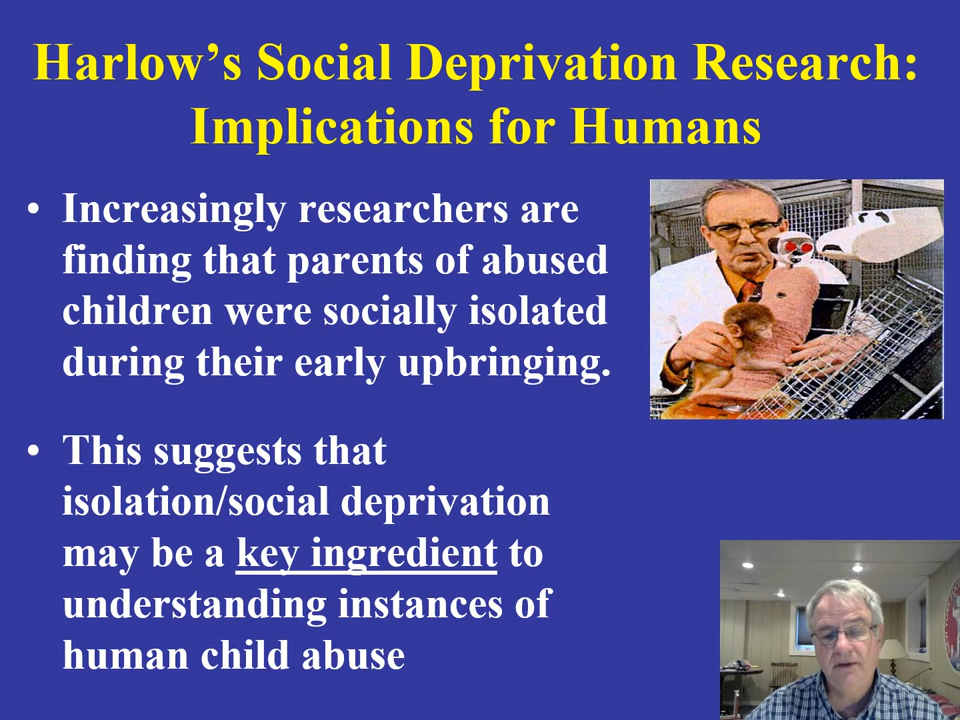 Harlow’s Social Deprivation Research:
Implications for Humans
• Increasingly researchers are
finding that parents of abused
children were socially isolated
during their early upbringing.
• This suggests that
isolation/social deprivation
may be a key ingredient to
understanding instances of
human child abuse